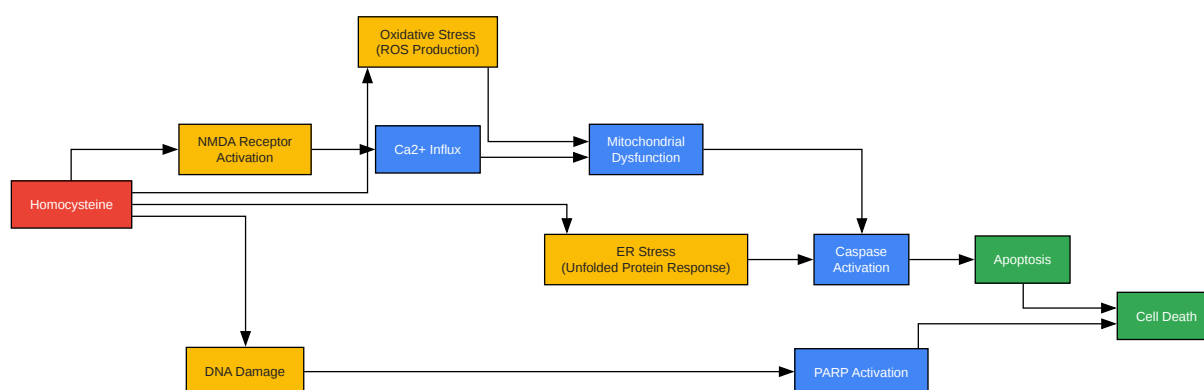 Oxidative Stress
(ROS Production)
NMDA Receptor
Activation
Ca2+ Influx
Mitochondrial
Dysfunction
Homocysteine
ER Stress
(Unfolded Protein Response)
Caspase
Activation
Apoptosis
Cell Death
DNA Damage
PARP Activation